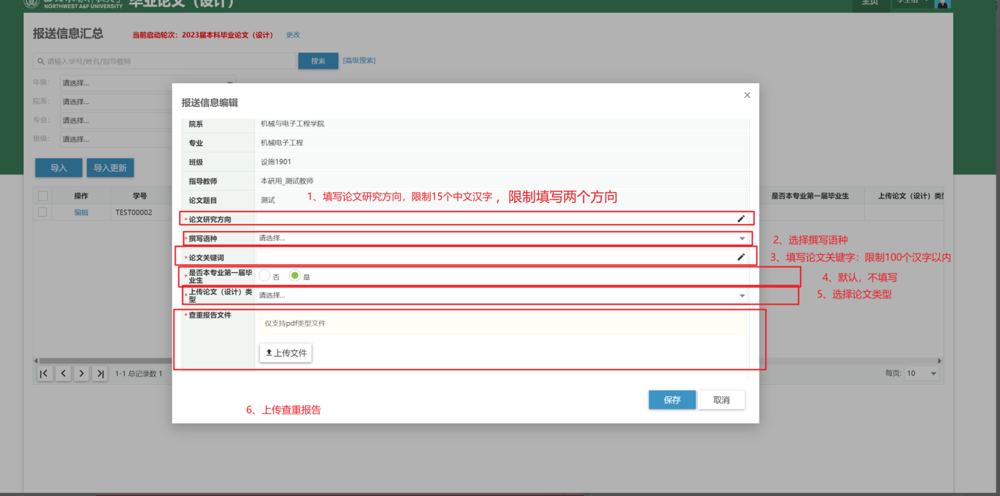 NORTHWEST A&F UNIVERSITY 毕业论文（设计） 主页
报送信息汇总 当前启动轮次：2023届本科毕业论文（设计） 更改
请输入学号/姓名/指导教师 搜索 [高级搜索]
年级: 请选择...
院系: 请选择...
专业: 请选择...
班级: 请选择...
导入 导入更新
操作 学号 是否本专业第一届毕业生 上传论文（设计）类型
编辑 TEST00002
1-1 总记录数 1 每页: 10
报送信息编辑 ×
院系 机械与电子工程学院
专业 机械电子工程
班级 设施1901
指导教师 本研用_测试教师
论文题目 测试
1、填写论文研究方向，限制15个中文汉字 ，限制填写两个方向
*论文研究方向
*撰写语种 请选择...
2、选择撰写语种
*论文关键词
3、填写论文关键字：限制100个汉字以内
*是否本专业第一届毕业生 否 是
4、默认，不填写
*上传论文（设计）类型 请选择...
5、选择论文类型
*查重报告文件 仅支持pdf类型文件
上传文件
保存 取消
6、上传查重报告